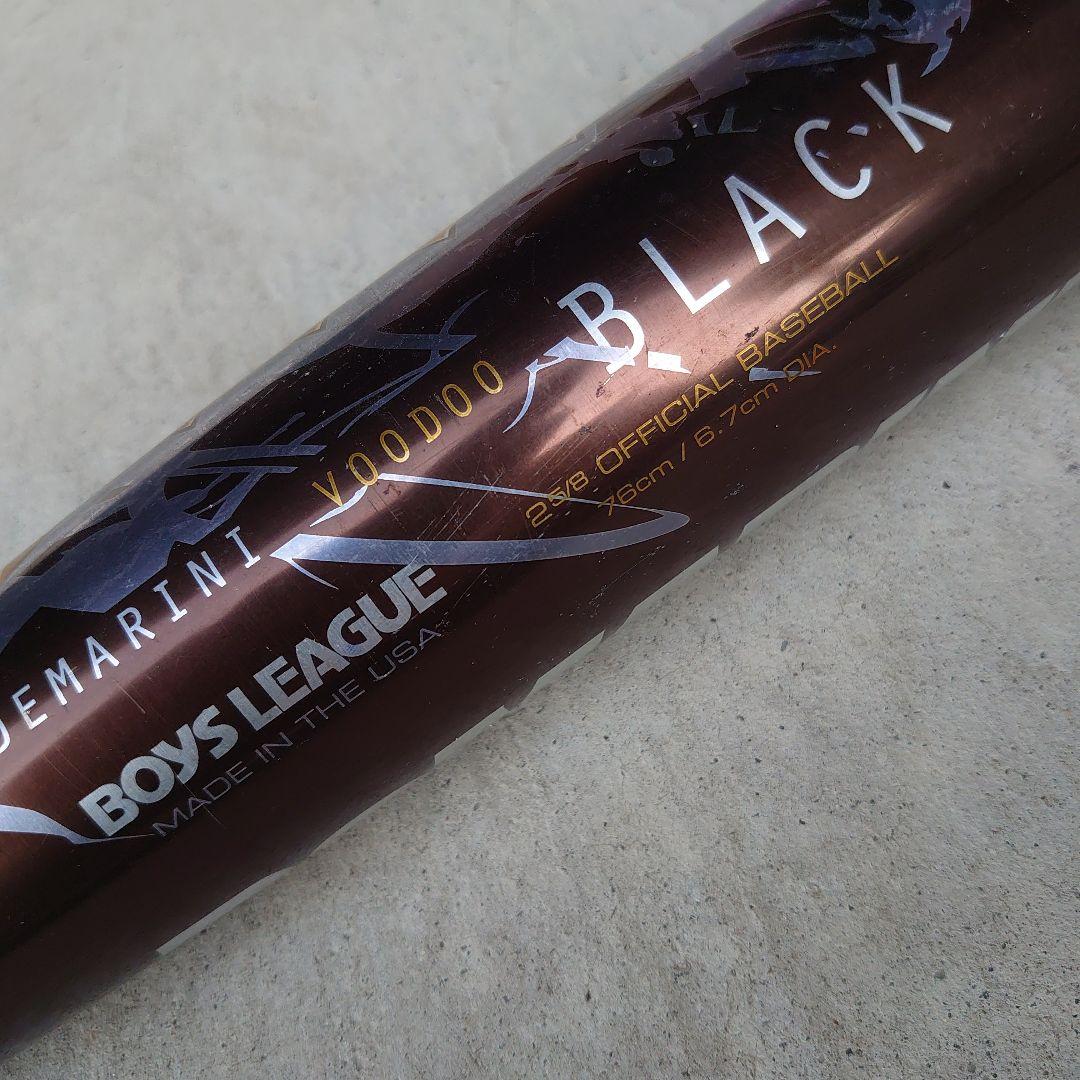 DEMARINI VOODOO BLACK
2 5/8 OFFICIAL BASEBALL
76cm / 6.7cm DIA.
BOYS LEAGUE
MADE IN THE USA